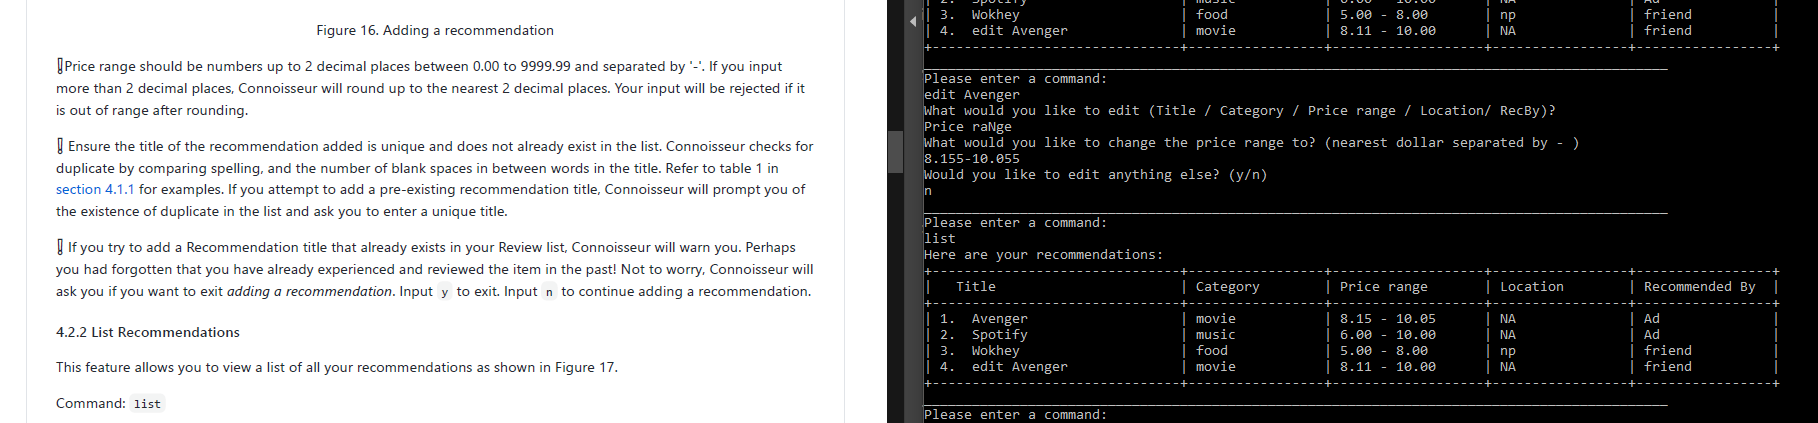 Figure 16. Adding a recommendation
❗Price range should be numbers up to 2 decimal places between 0.00 to 9999.99 and separated by '-'. If you input
more than 2 decimal places, Connoisseur will round up to the nearest 2 decimal places. Your input will be rejected if it
is out of range after rounding.
❗ Ensure the title of the recommendation added is unique and does not already exist in the list. Connoisseur checks for
duplicate by comparing spelling, and the number of blank spaces in between words in the title. Refer to table 1 in
section 4.1.1 for examples. If you attempt to add a pre-existing recommendation title, Connoisseur will prompt you of
the existence of duplicate in the list and ask you to enter a unique title.
❗ If you try to add a Recommendation title that already exists in your Review list, Connoisseur will warn you. Perhaps
you had forgotten that you have already experienced and reviewed the item in the past! Not to worry, Connoisseur will
ask you if you want to exit adding a recommendation. Input y to exit. Input n to continue adding a recommendation.
4.2.2 List Recommendations
This feature allows you to view a list of all your recommendations as shown in Figure 17.
Command: list
| 3. Wokhey | food | 5.00 - 8.00 | np | friend |
| 4. edit Avenger | movie | 8.11 - 10.00 | NA | friend |
Please enter a command:
edit Avenger
What would you like to edit (Title / Category / Price range / Location/ RecBy)?
Price raNge
What would you like to change the price range to? (nearest dollar separated by - )
8.155-10.055
Would you like to edit anything else? (y/n)
n
Please enter a command:
list
Here are your recommendations:
| Title | Category | Price range | Location | Recommended By |
| 1. Avenger | movie | 8.15 - 10.05 | NA | Ad |
| 2. Spotify | music | 6.00 - 10.00 | NA | Ad |
| 3. Wokhey | food | 5.00 - 8.00 | np | friend |
| 4. edit Avenger | movie | 8.11 - 10.00 | NA | friend |
Please enter a command: